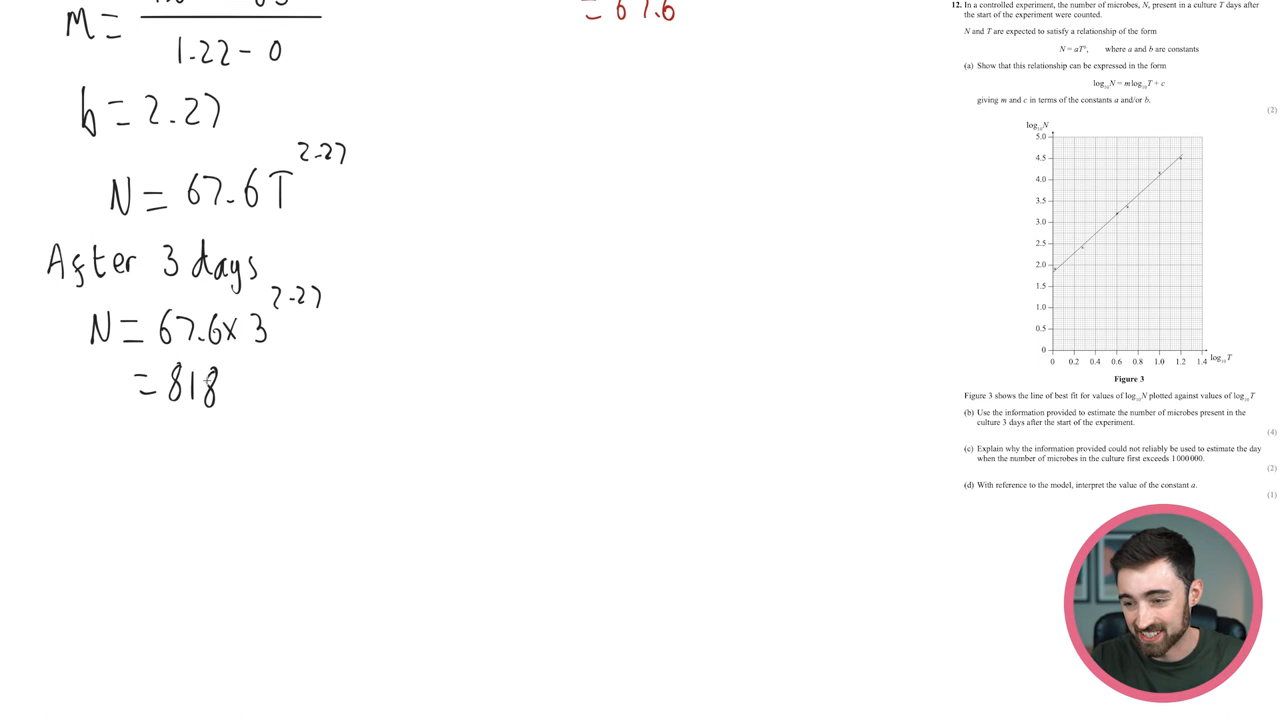 M =
1.22 - 0
b = 2.27
N = 67.6T^2.27
After 3 days
N = 67.6 × 3^2.27
= 818
= 67.6
12. In a controlled experiment, the number of microbes, N, present in a culture T days after
the start of the experiment were counted.
N and T are expected to satisfy a relationship of the form
N = aT^b, where a and b are constants
(a) Show that this relationship can be expressed in the form
log₁₀N = m log₁₀T + c
giving m and c in terms of the constants a and/or b.
(2)
log₁₀N
5.0
4.5
4.0
3.5
3.0
2.5
2.0
1.5
1.0
0.5
0
0 0.2 0.4 0.6 0.8 1.0 1.2 1.4 log₁₀T
Figure 3
Figure 3 shows the line of best fit for values of log₁₀N plotted against values of log₁₀T
(b) Use the information provided to estimate the number of microbes present in the
culture 3 days after the start of the experiment.
(4)
(c) Explain why the information provided could not reliably be used to estimate the day
when the number of microbes in the culture first exceeds 1 000 000.
(2)
(d) With reference to the model, interpret the value of the constant a.
(1)